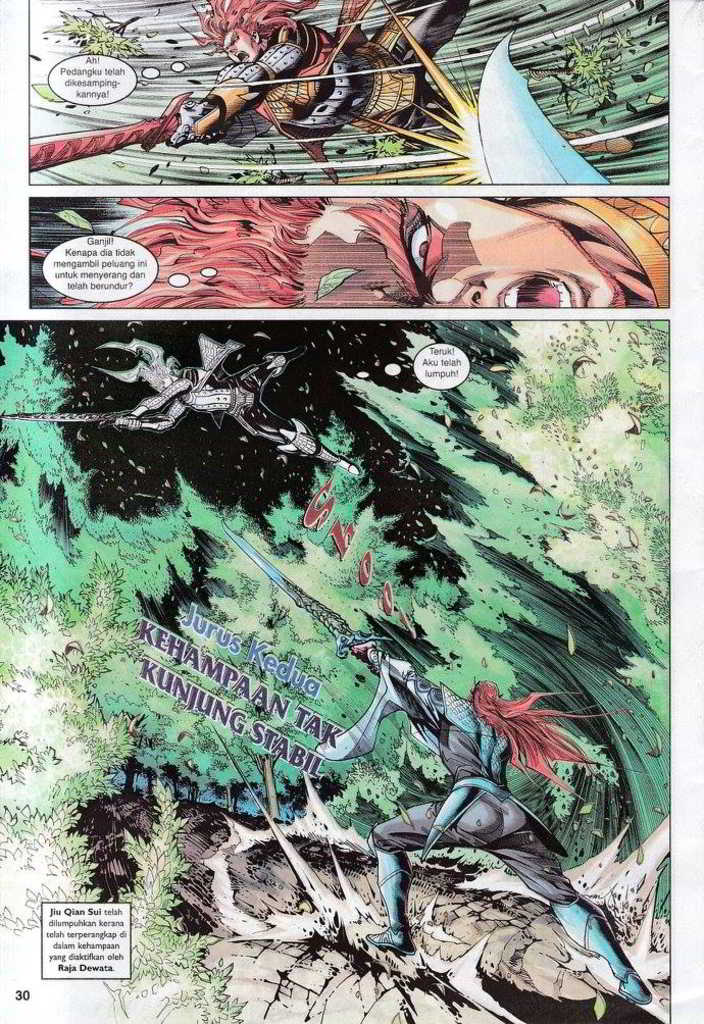 Ah!
Pedangku telah
dikesamping-
kannya!
Ganjil!
Kenapa dia tidak
mengambil peluang ini
untuk menyerang dan
telah berundur?
Teruk!
Aku telah
lumpuh!
Jurus Kedua
KEHAMPAAN TAK
KUNJUNG STABIL
Jiu Qian Sui telah
dilumpuhkan kerana
telah terperangkap di
dalam kehampaan
yang diaktifkan oleh
Raja Dewata.
30